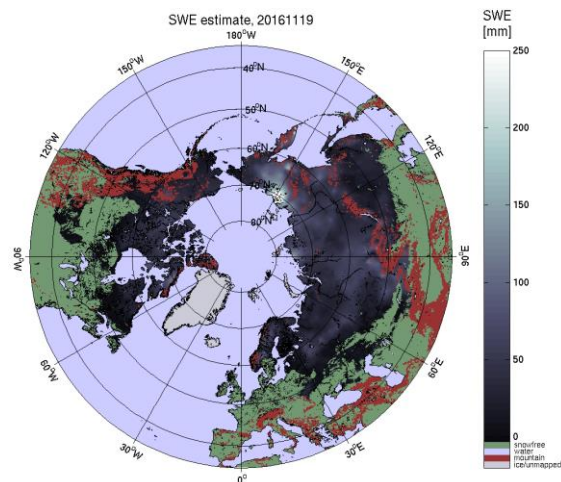 SWE estimate, 20161119
SWE
[mm]
180°W
150°W
150°E
40°N
50°N
60°N
70°N
80°N
120°W
120°E
90°W
90°E
60°W
60°E
30°W
30°E
0°
250
200
150
100
50
0
snowfree
water
mountain
ice/unmapped